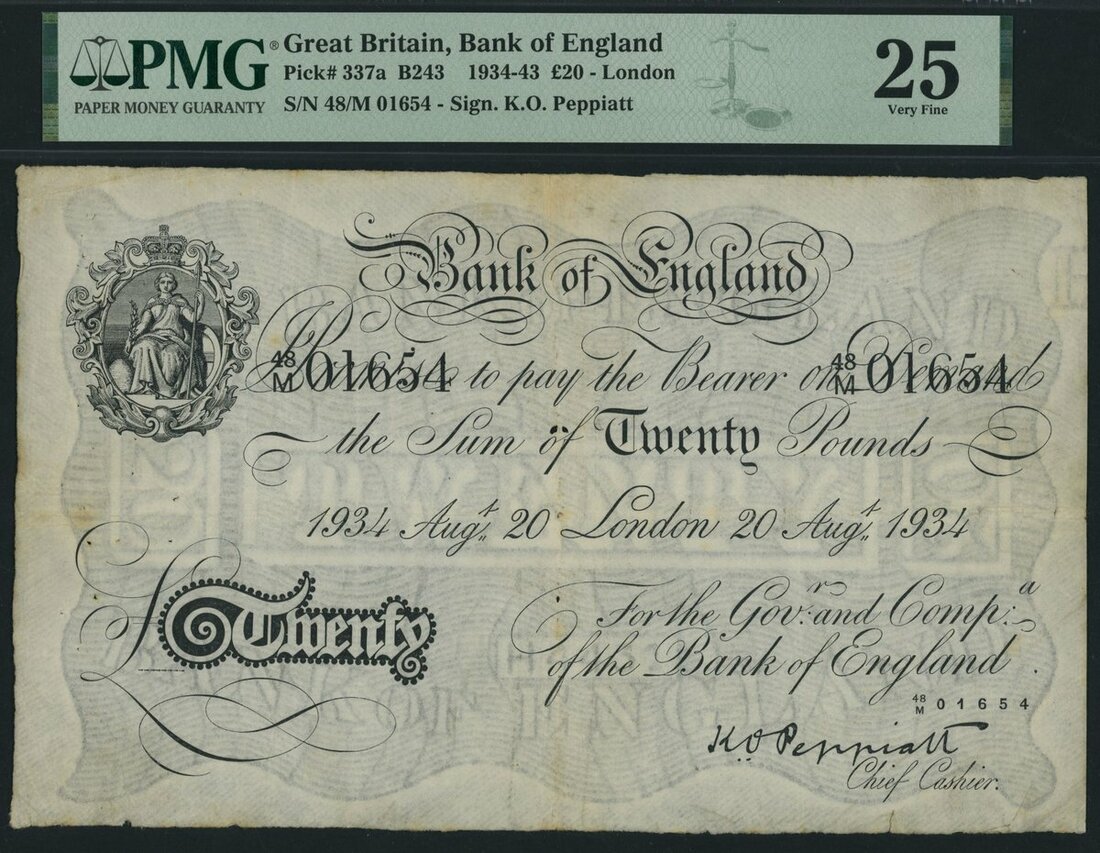 PMG®
PAPER MONEY GUARANTY
Great Britain, Bank of England
Pick# 337a B243 1934-43 £20 - London
S/N 48/M 01654 - Sign. K.O. Peppiatt
25
Very Fine
Bank of England
48/M 01654 48/M 01654
to pay the Bearer on Demand
the Sum of Twenty Pounds
1934 Augt. 20 London 20 Augt. 1934
£Twenty
For the Govr. and Compa.
of the Bank of England.
48/M 01654
K O Peppiatt
Chief Cashier.